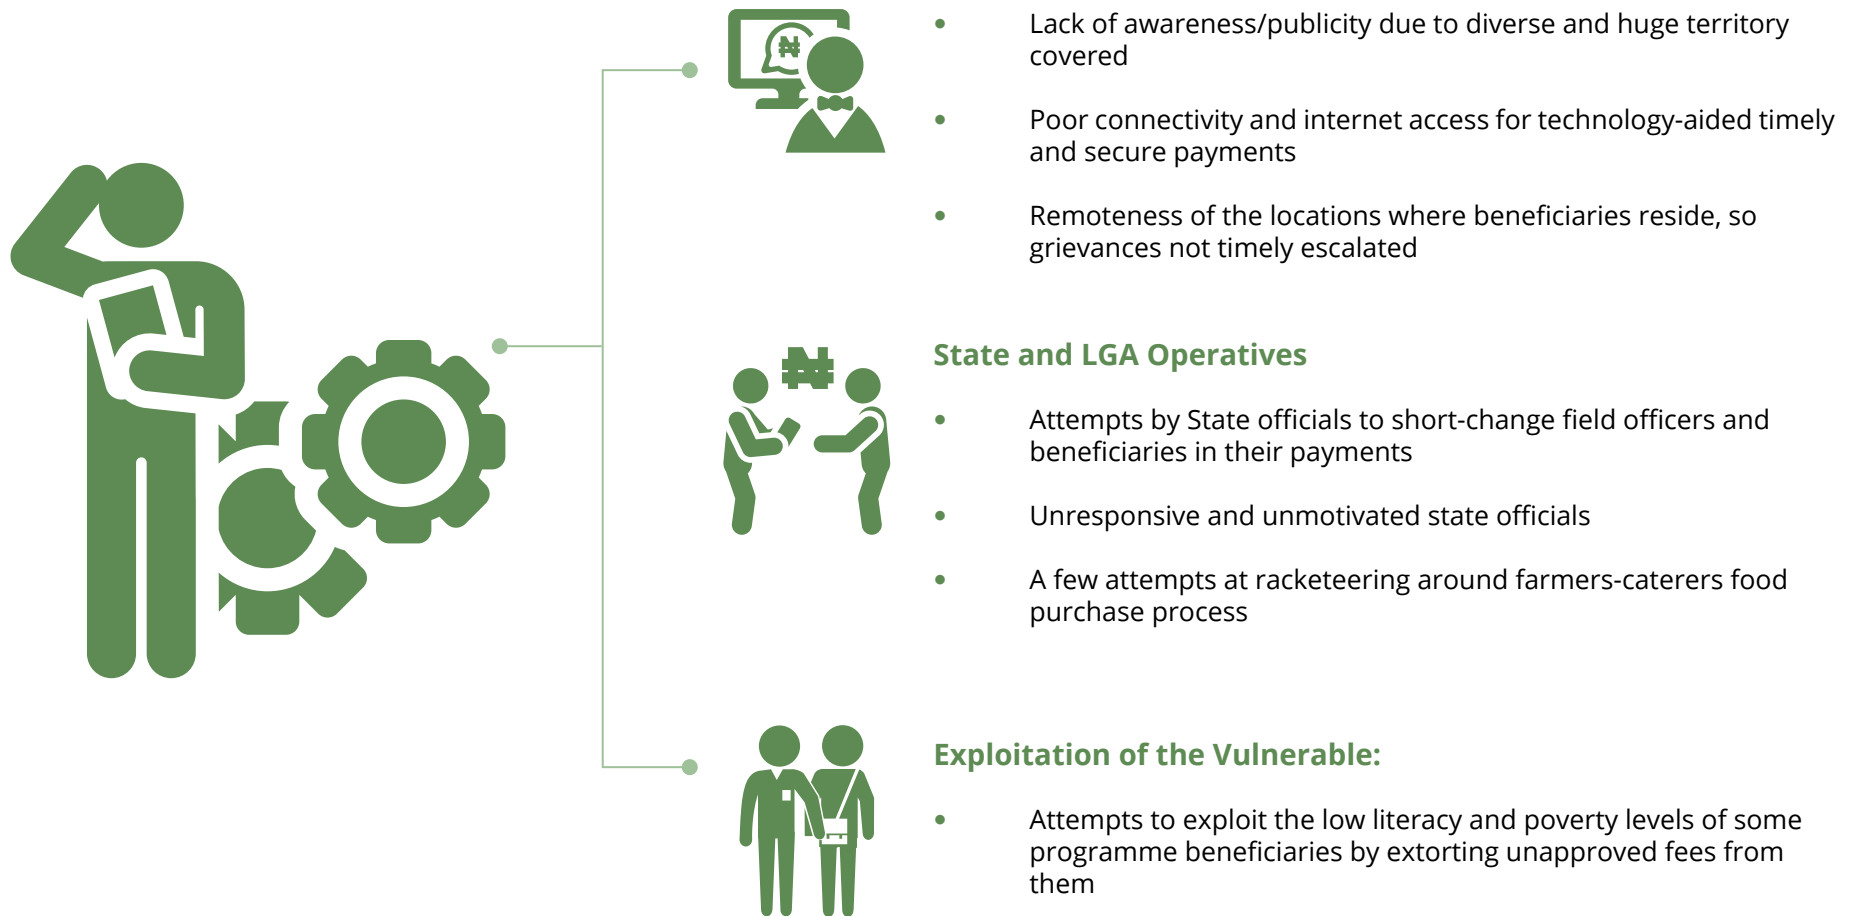 • Lack of awareness/publicity due to diverse and huge territory
covered
• Poor connectivity and internet access for technology-aided timely
and secure payments
• Remoteness of the locations where beneficiaries reside, so
grievances not timely escalated
₦
₦
State and LGA Operatives
• Attempts by State officials to short-change field officers and
beneficiaries in their payments
• Unresponsive and unmotivated state officials
• A few attempts at racketeering around farmers-caterers food
purchase process
Exploitation of the Vulnerable:
• Attempts to exploit the low literacy and poverty levels of some
programme beneficiaries by extorting unapproved fees from
them